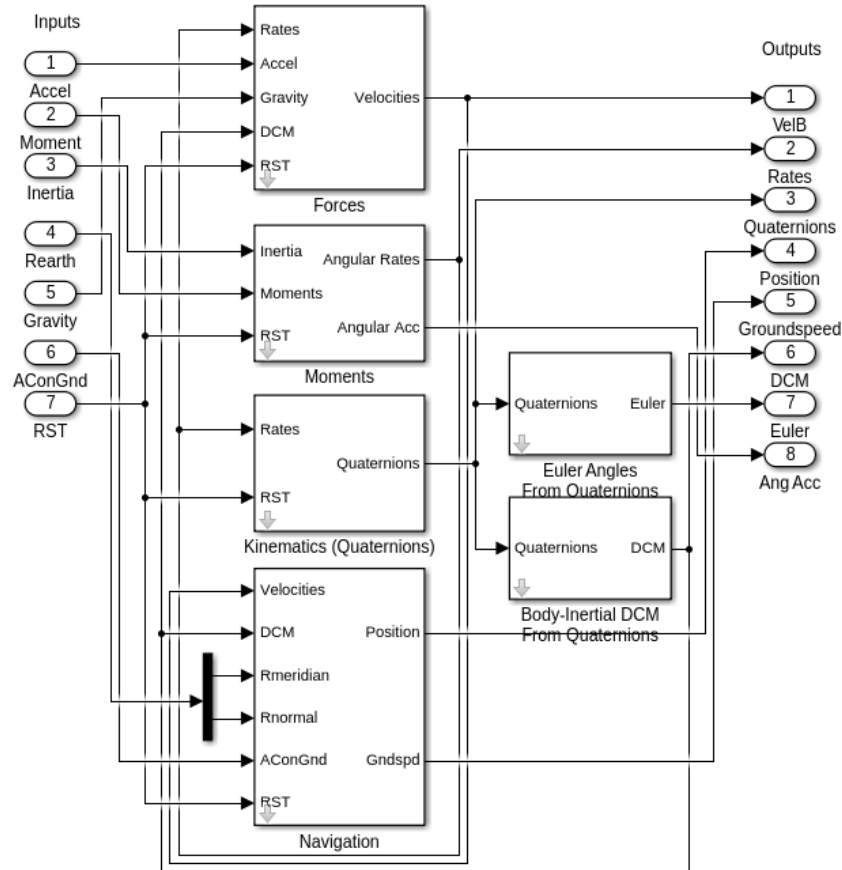 Inputs
1
Accel
2
Moment
3
Inertia
4
Rearth
5
Gravity
6
AConGnd
7
RST
Rates
Accel
Gravity
DCM
RST
Velocities
Forces
Inertia
Moments
RST
Angular Rates
Angular Acc
Moments
Rates
RST
Quaternions
Kinematics (Quaternions)
Velocities
DCM
Rmeridian
Rnormal
AConGnd
RST
Position
Gndspd
Navigation
Quaternions
Euler
Euler Angles
From Quaternions
Quaternions
DCM
Body-Inertial DCM
From Quaternions
Outputs
1
VelB
2
Rates
3
Quaternions
4
Position
5
Groundspeed
6
DCM
7
Euler
8
Ang Acc